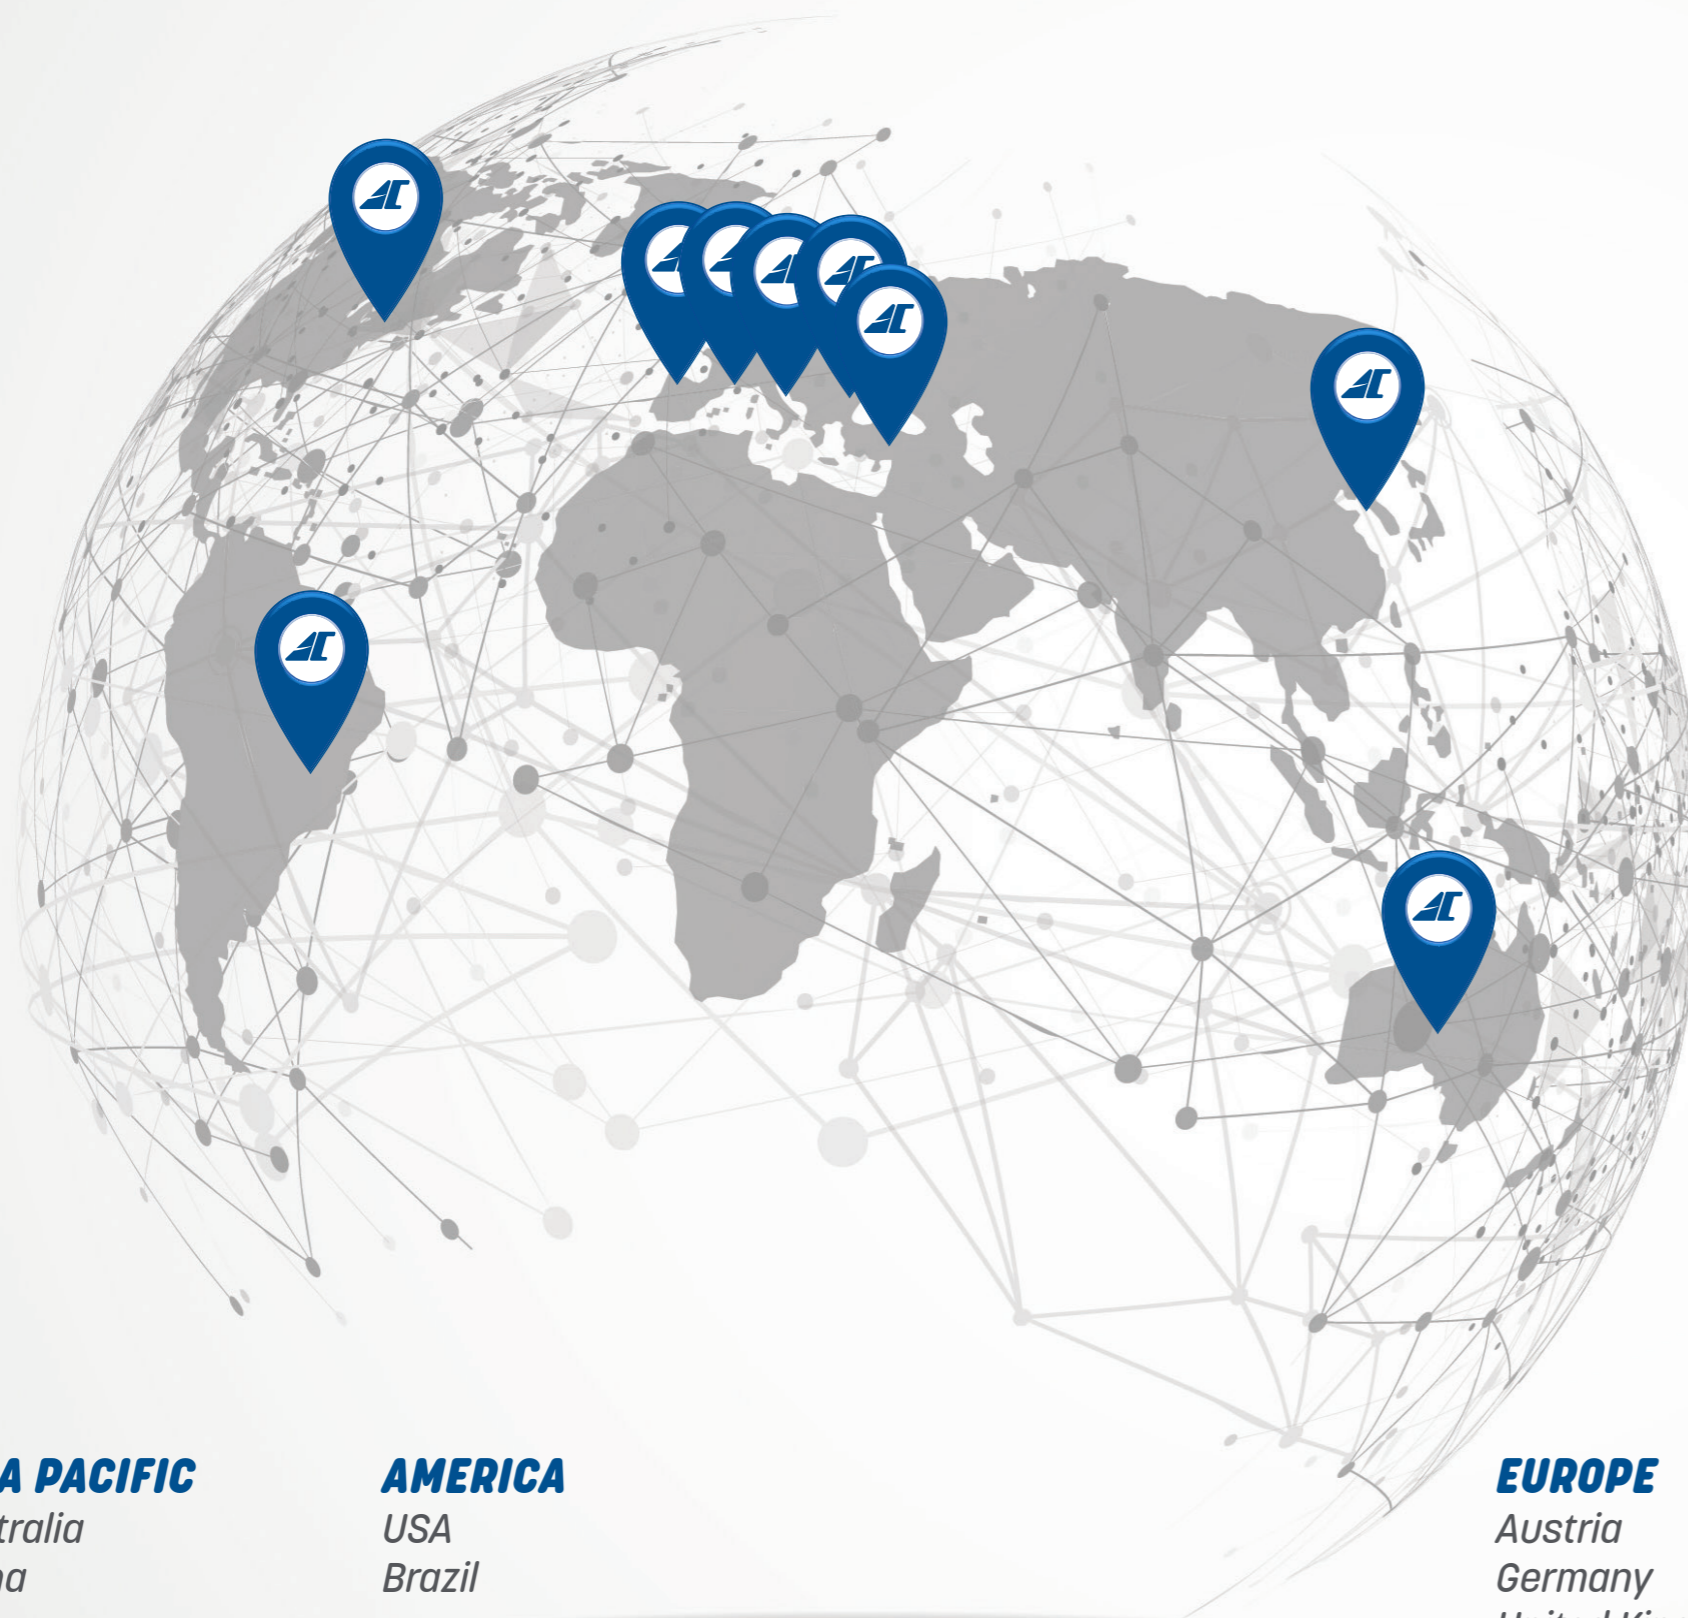 A PACIFIC
tralia
na
AMERICA
USA
Brazil
EUROPE
Austria
Germany